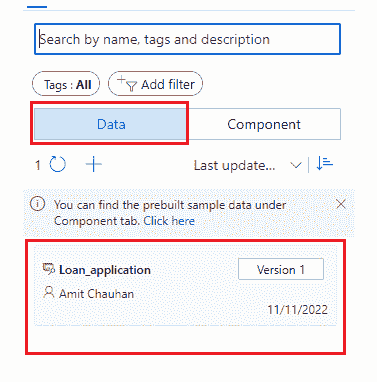 Search by name, tags and description
Tags : All Add filter
Data Component
1 Last update...
You can find the prebuilt sample data under
Component tab. Click here
Loan_application Version 1
Amit Chauhan
11/11/2022